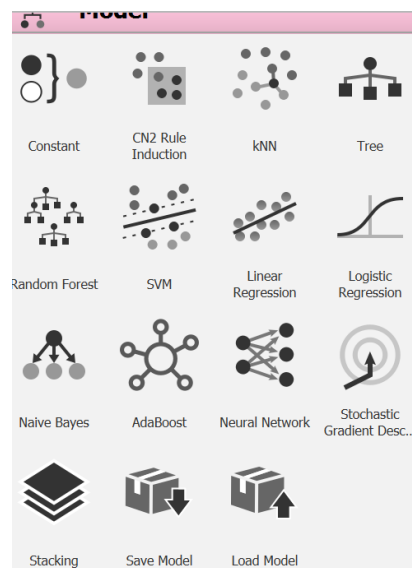 Model
Constant
CN2 Rule
Induction
kNN
Tree
Random Forest
SVM
Linear
Regression
Logistic
Regression
Naive Bayes
AdaBoost
Neural Network
Stochastic
Gradient Desc..
Stacking
Save Model
Load Model